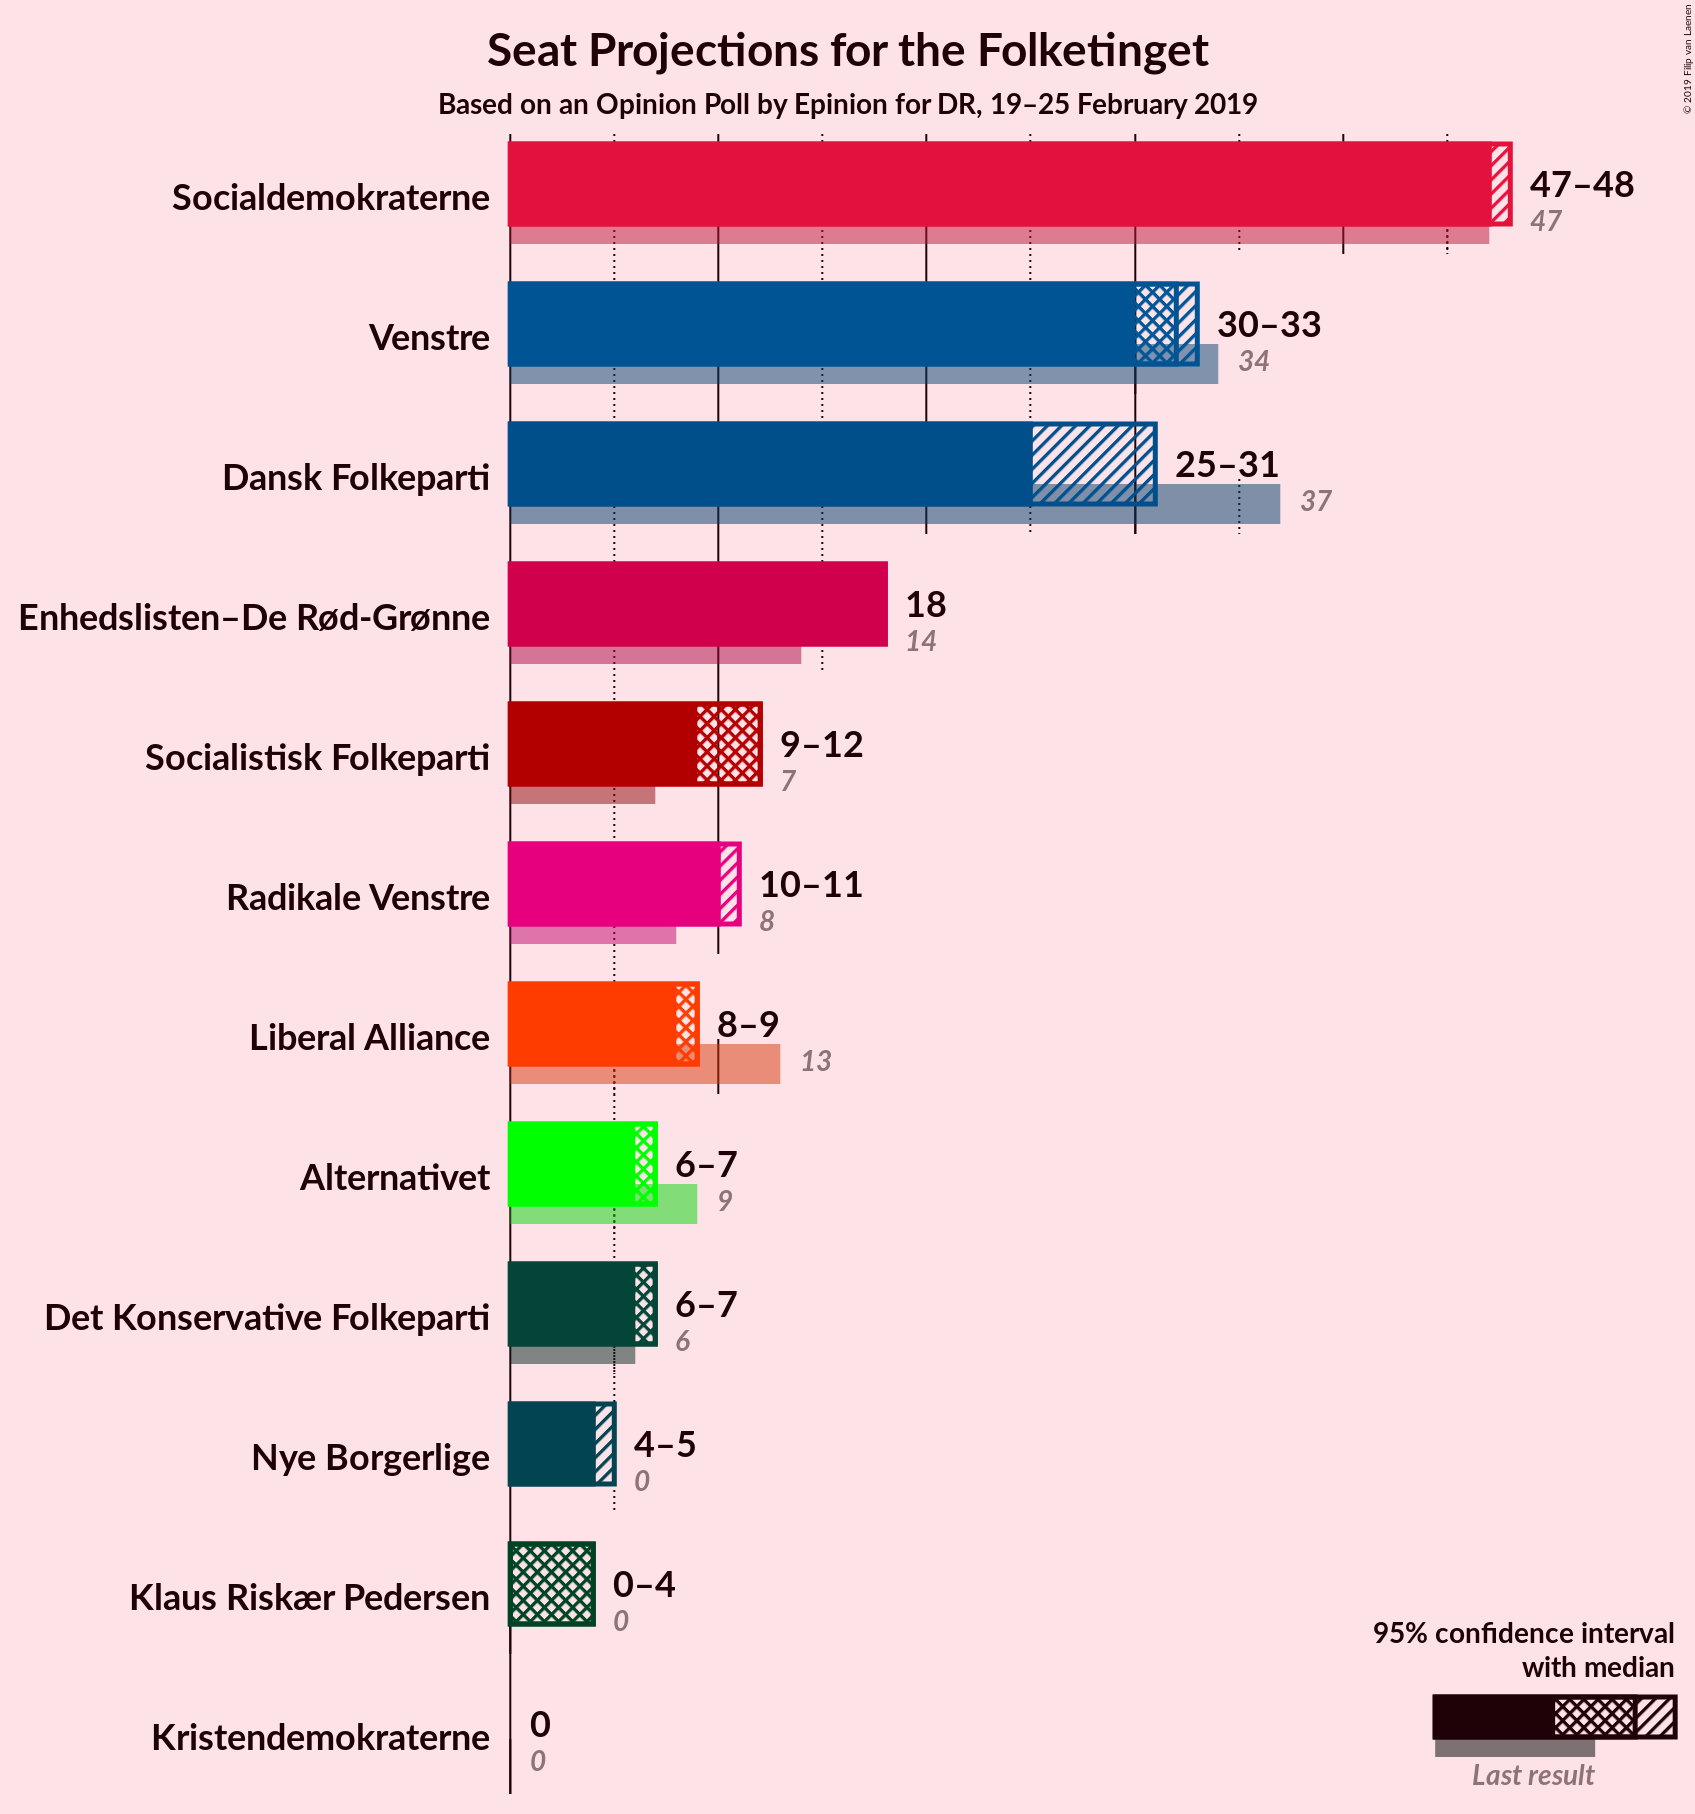 Seat Projections for the Folketinget
Based on an Opinion Poll by Epinion for DR, 19–25 February 2019
© 2019 Filip van Laenen
Socialdemokraterne
47–48
47
Venstre
30–33
34
Dansk Folkeparti
25–31
37
Enhedslisten–De Rød-Grønne
18
14
Socialistisk Folkeparti
9–12
7
Radikale Venstre
10–11
8
Liberal Alliance
8–9
13
Alternativet
6–7
9
Det Konservative Folkeparti
6–7
6
Nye Borgerlige
4–5
0
Klaus Riskær Pedersen
0–4
0
Kristendemokraterne
0
0
95% confidence interval
with median
Last result